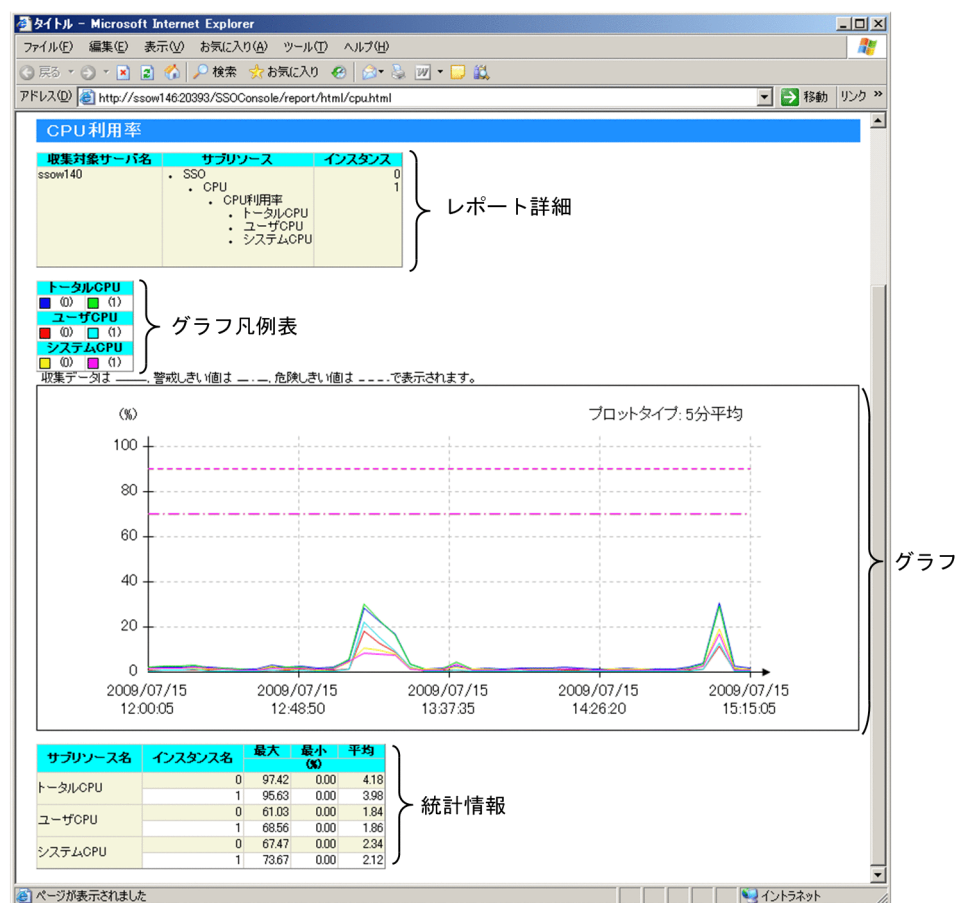 タイトル - Microsoft Internet Explorer
ファイル(F) 編集(E) 表示(V) お気に入り(A) ツール(T) ヘルプ(H)
戻る 検索 お気に入り
アドレス(D) http://ssow146:20393/SSOConsole/report/html/cpu.html 移動 リンク »
CPU利用率
収集対象サーバ名 サブリソース インスタンス
ssow140 • SSO 0
• CPU 1
• CPU利用率
• トータルCPU
• ユーザCPU
• システムCPU
レポート詳細
トータルCPU
(0) (1)
ユーザCPU
(0) (1)
システムCPU
(0) (1)
グラフ凡例表
収集データは ———, 警戒しきい値は —・—, 危険しきい値は - - - - で表示されます。
(%) プロットタイプ: 5分平均
100
80
60
40
20
0
2009/07/15 2009/07/15 2009/07/15 2009/07/15 2009/07/15
12:00:05 12:48:50 13:37:35 14:26:20 15:15:05
グラフ
サブリソース名 インスタンス名 最大 最小 平均
(%)
トータルCPU 0 97.42 0.00 4.18
1 95.63 0.00 3.98
ユーザCPU 0 61.03 0.00 1.84
1 68.56 0.00 1.86
システムCPU 0 67.47 0.00 2.34
1 73.67 0.00 2.12
統計情報
ページが表示されました イントラネット